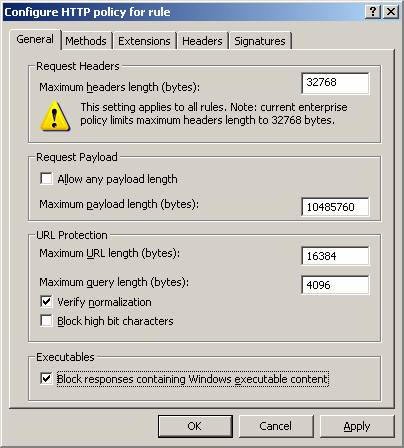 Configure HTTP policy for rule
General Methods Extensions Headers Signatures
Request Headers
Maximum headers length (bytes): 32768
This setting applies to all rules. Note: current enterprise
policy limits maximum headers length to 32768 bytes.
Request Payload
Allow any payload length
Maximum payload length (bytes): 10485760
URL Protection
Maximum URL length (bytes): 16384
Maximum query length (bytes): 4096
Verify normalization
Block high bit characters
Executables
Block responses containing Windows executable content
OK Cancel Apply